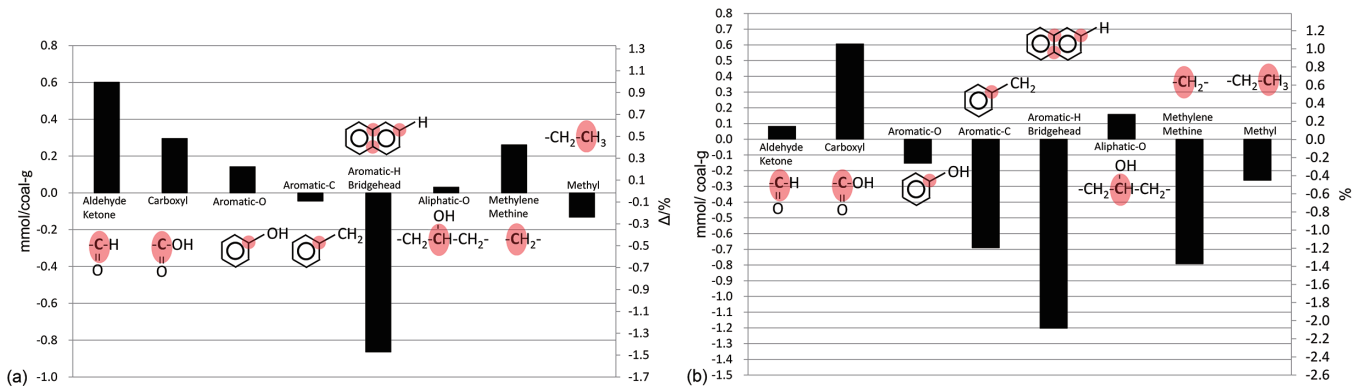 0.8
0.6
0.4
0.2
0.0
-0.2
-0.4
-0.6
-0.8
-1.0
mmol/coal-g
1.3
1.1
0.9
0.7
0.5
0.3
0.1
-0.1
-0.3
-0.5
-0.7
-0.9
-1.1
-1.3
-1.5
-1.7
Δ/%
Aldehyde
Ketone
Carboxyl
Aromatic-O
Aromatic-C
Aromatic-H
Bridgehead
Aliphatic-O
Methylene
Methine
Methyl
-C-H
O
-C-OH
O
OH
CH2
H
OH
-CH2-CH-CH2-
-CH2-
-CH2-CH3
(a)
0.8
0.7
0.6
0.5
0.4
0.3
0.2
0.1
0.0
-0.1
-0.2
-0.3
-0.4
-0.5
-0.6
-0.7
-0.8
-0.9
-1.0
-1.1
-1.2
-1.3
-1.4
-1.5
mmol/ coal-g
1.2
1.0
0.8
0.6
0.4
0.2
0.0
-0.2
-0.4
-0.6
-0.8
-1.0
-1.2
-1.4
-1.6
-1.8
-2.0
-2.2
-2.4
-2.6
%
Aldehyde
Ketone
Carboxyl
Aromatic-O
Aromatic-C
Aromatic-H
Bridgehead
Aliphatic-O
Methylene
Methine
Methyl
-C-H
O
-C-OH
O
OH
CH2
H
OH
-CH2-CH-CH2-
-CH2-
-CH2-CH3
(b)